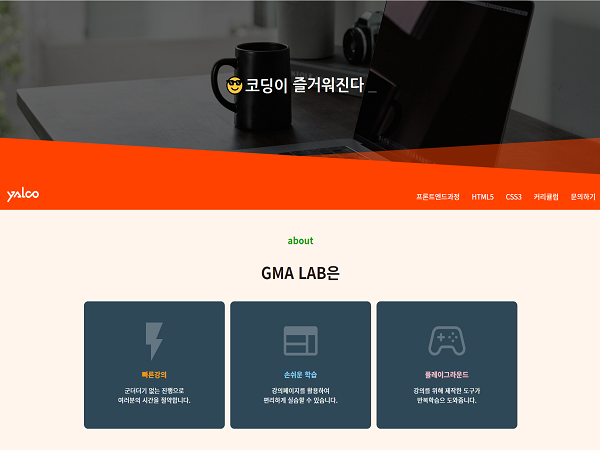 😎코딩이 즐거워진다 _
yalco
프론트엔드과정 HTML5 CSS3 커리큘럼 문의하기
about
GMA LAB은
빠른강의
군더더기 없는 진행으로
여러분의 시간을 절약합니다.
손쉬운 학습
강의페이지를 활용하여
편리하게 실습할 수 있습니다.
플레이그라운드
강의를 위해 제작한 도구가
반복학습으 도와줍니다.